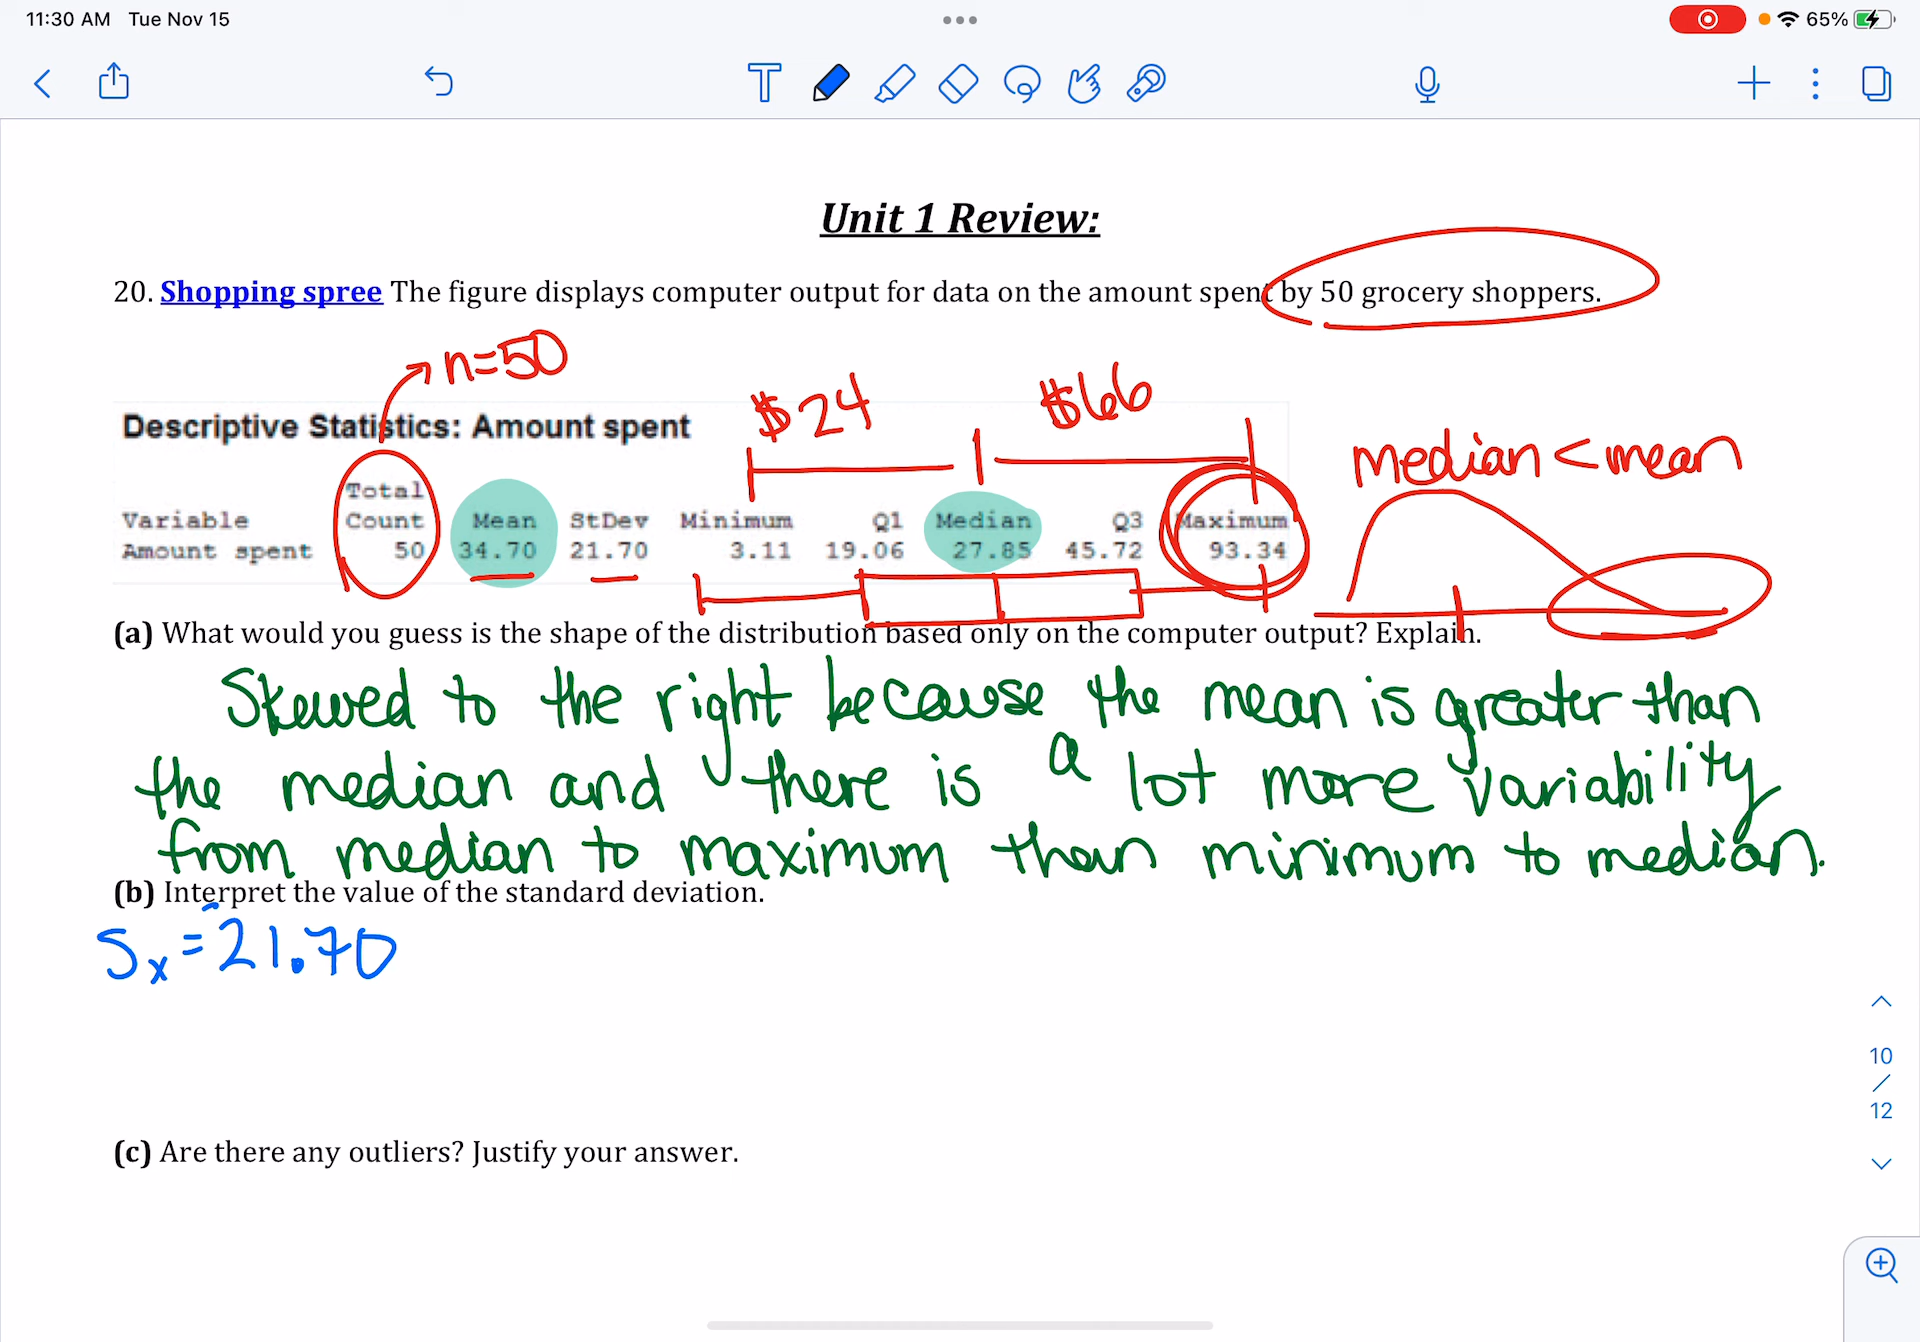 11:30 AM Tue Nov 15
65%
Unit 1 Review:
20. Shopping spree The figure displays computer output for data on the amount spent by 50 grocery shoppers.
n=50
$24
$66
Descriptive Statistics: Amount spent
median < mean
Total
Variable Count Mean StDev Minimum Q1 Median Q3 Maximum
Amount spent 50 34.70 21.70 3.11 19.06 27.85 45.72 93.34
(a) What would you guess is the shape of the distribution based only on the computer output? Explain.
Skewed to the right because the mean is greater than
the median and there is a lot more variability
from median to maximum than minimum to median.
(b) Interpret the value of the standard deviation.
Sx = 21.70
10
/
12
(c) Are there any outliers? Justify your answer.